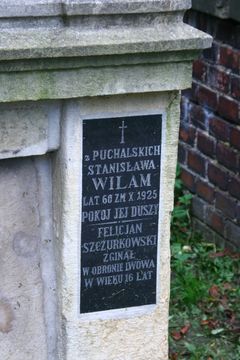 z PUCHALSKICH
STANISŁAWA
WILAM
LAT 60 ZM X. 1925
POKÓJ JEJ DUSZY
FELICJAN
SZCZURKOWSKI
ZGINĄŁ
W OBRONIE LWOWA
W WIEKU 16 LAT